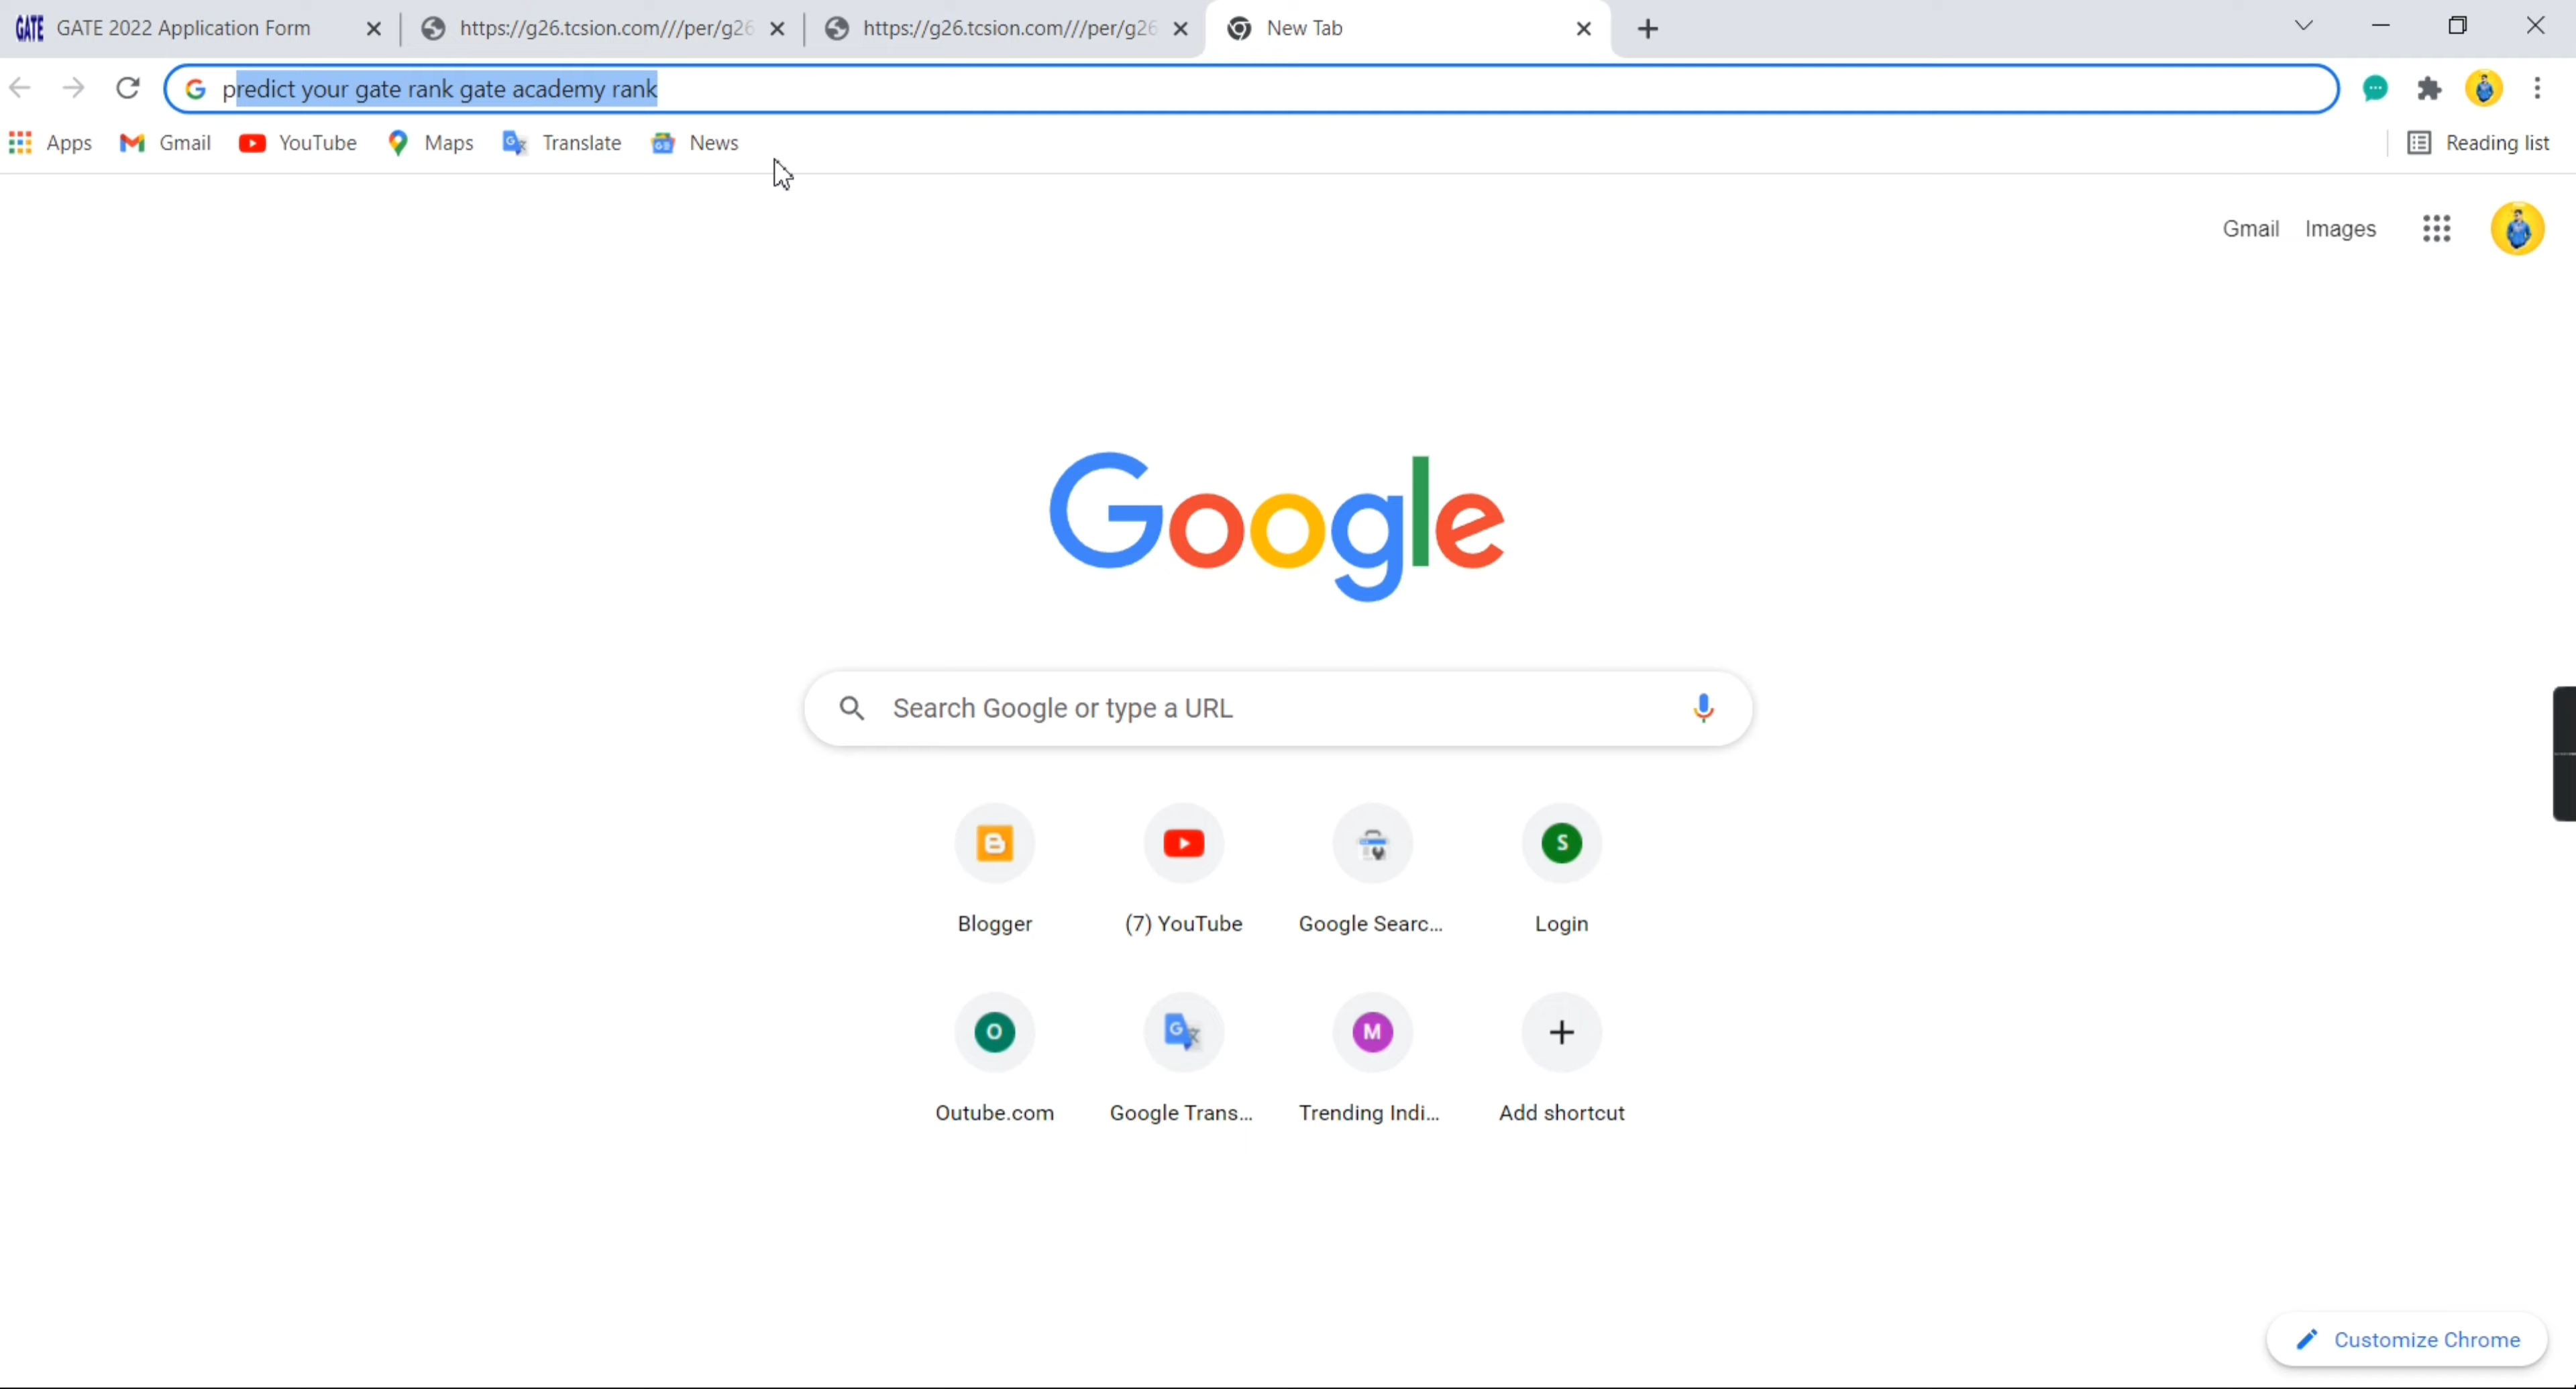 GATE GATE 2022 Application Form
https://g26.tcsion.com///per/g26
https://g26.tcsion.com///per/g26
New Tab
predict your gate rank gate academy rank
Apps Gmail YouTube Maps Translate News Reading list
Gmail Images
Google
Search Google or type a URL
Blogger (7) YouTube Google Searc... S Login
O Outube.com Google Trans... M Trending Indi... Add shortcut
Customize Chrome